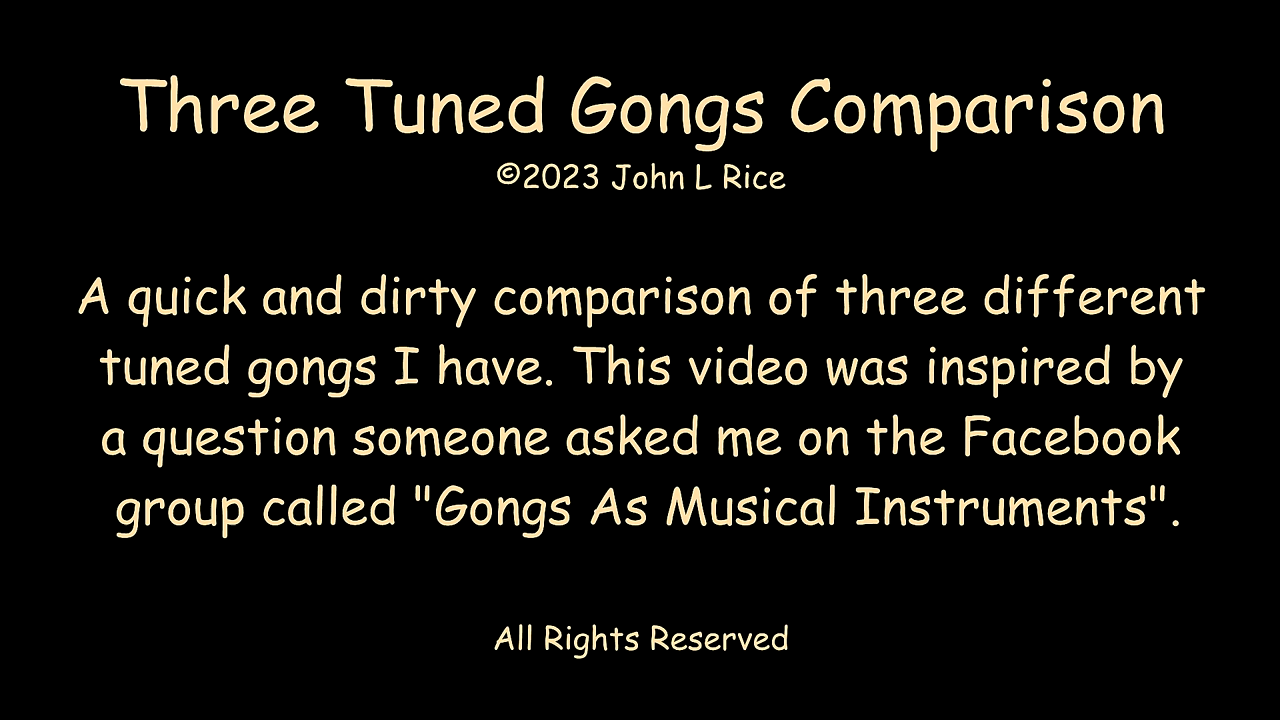 Three Tuned Gongs Comparison
©2023 John L Rice
A quick and dirty comparison of three different
tuned gongs I have. This video was inspired by
a question someone asked me on the Facebook
group called "Gongs As Musical Instruments".
All Rights Reserved